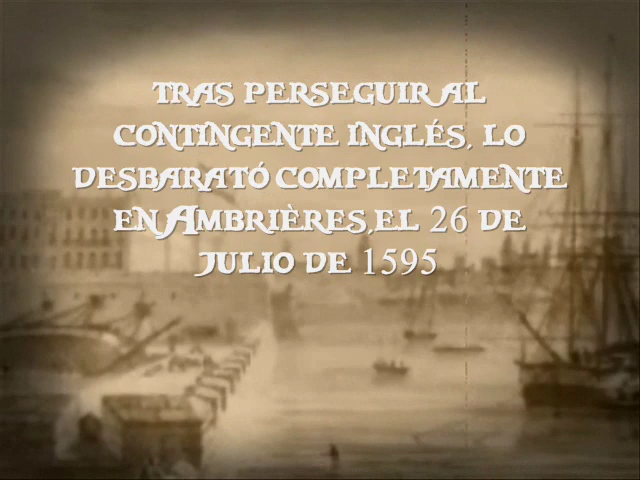 TRAS PERSEGUIR AL
CONTINGENTE INGLÉS, LO
DESBARATÓ COMPLETAMENTE
EN AMBRIÈRES,EL 26 DE
JULIO DE 1595